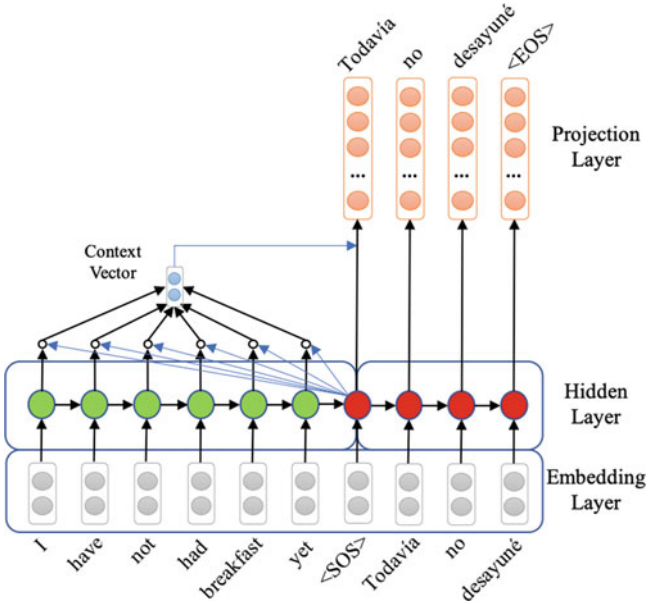 Todavía
no
desayuné
<EOS>
Projection
Layer
...
...
...
...
Context
Vector
Hidden
Layer
Embedding
Layer
I
have
not
had
breakfast
yet
<SOS>
Todavía
no
desayuné